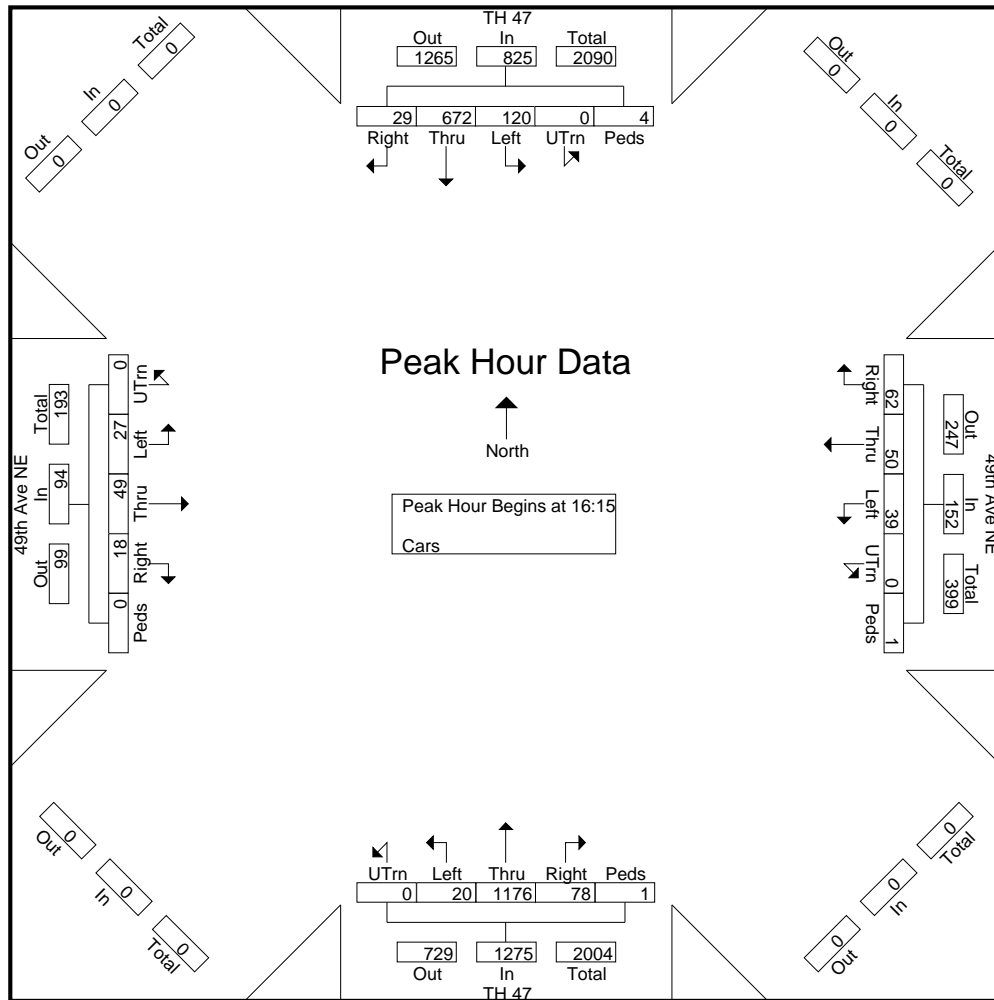 TH 47
Out In Total
1265 825 2090
29 672 120 0 4
Right Thru Left UTrn Peds
Out In Total
0 0 0
Out In Total
0 0 0
Peak Hour Data
North
Peak Hour Begins at 16:15
Cars
49th Ave NE
Out In Total
99 94 193
0 18 49 27 0
Peds Right Thru Left UTrn
49th Ave NE
Out In Total
247 152 399
62 50 39 0 1
Right Thru Left UTrn Peds
UTrn Left Thru Right Peds
0 20 1176 78 1
729 1275 2004
Out In Total
TH 47
0 0 0
Out In Total
0 0 0
Out In Total